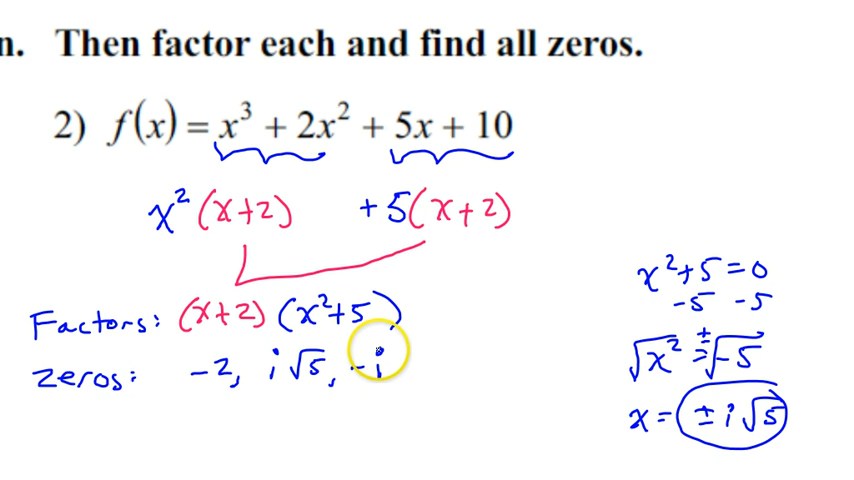 n. Then factor each and find all zeros.
2) f(x) = x³ + 2x² + 5x + 10
x² (x+2) +5(x+2)
x²+5=0
-5 -5
Factors: (x+2) (x²+5)
√x² = ±√-5
zeros: -2, i√5, -i
x = ± i√5